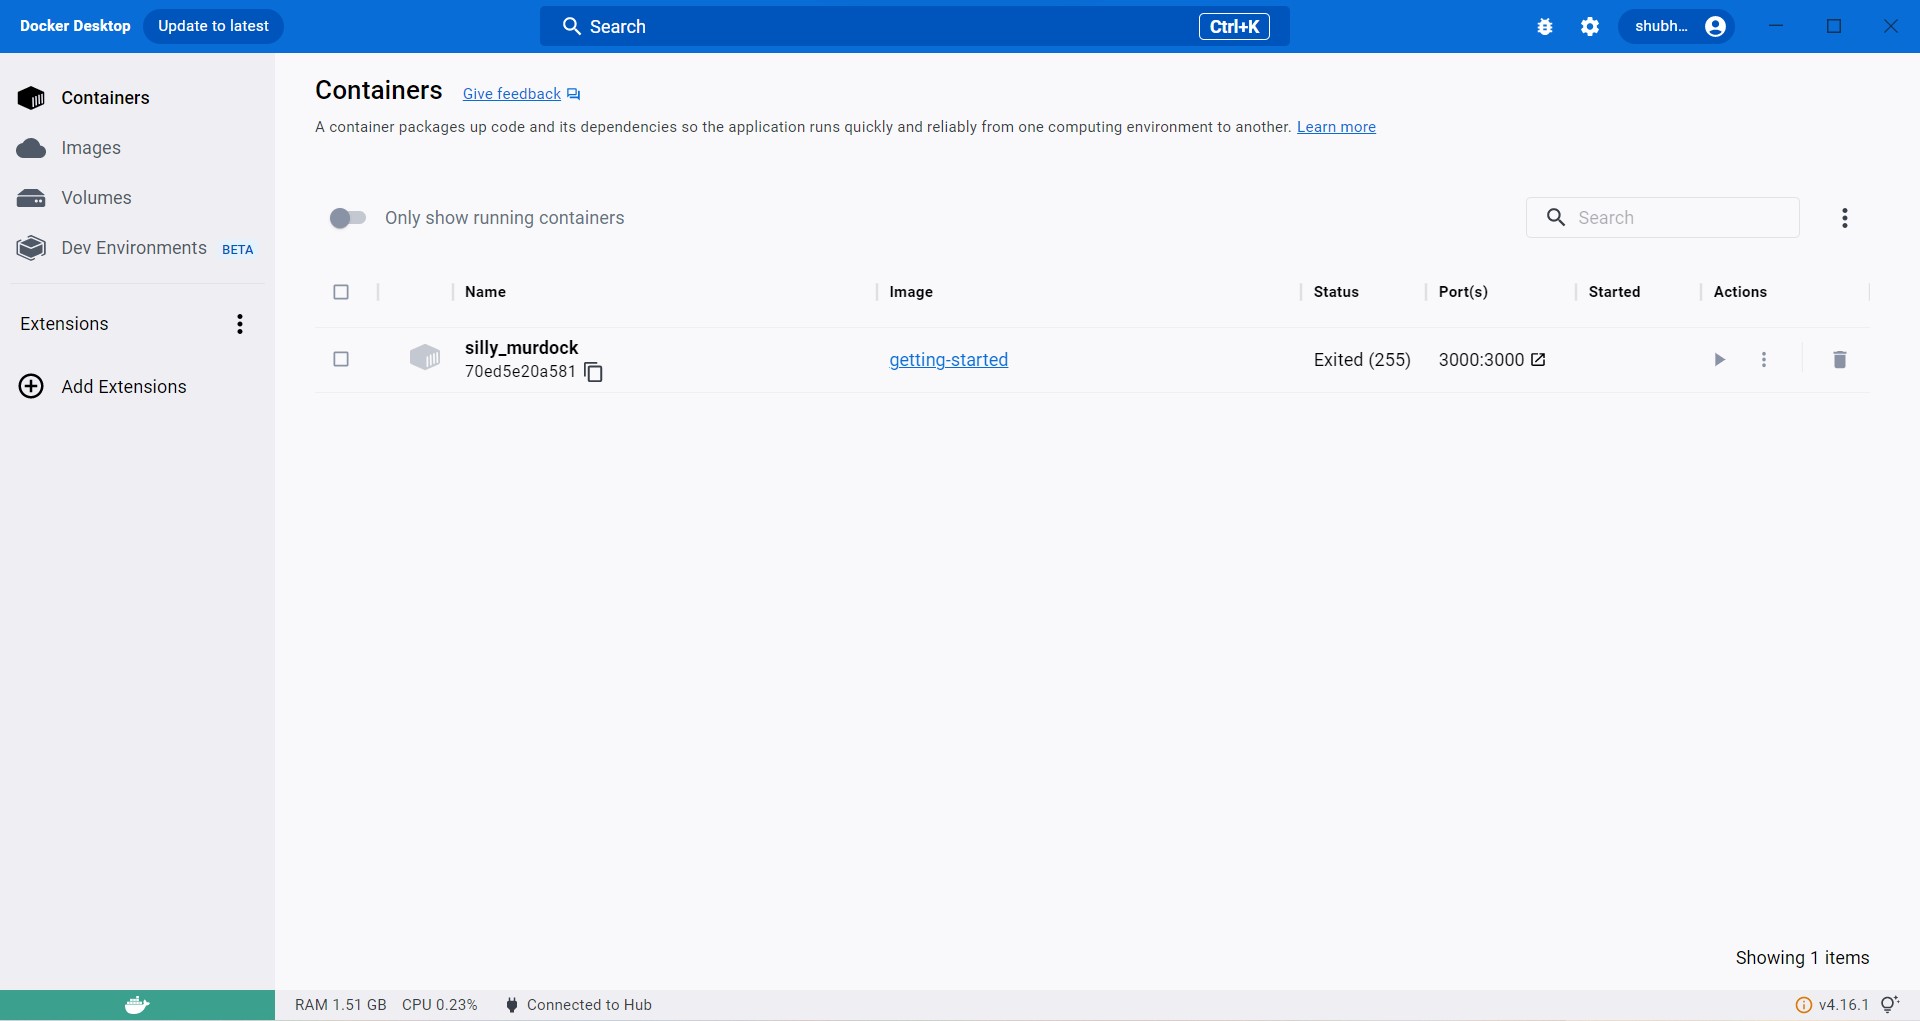 Docker Desktop Update to latest Search Ctrl+K shubh...
Containers
Images
Volumes
Dev Environments BETA
Extensions
Add Extensions
Containers Give feedback
A container packages up code and its dependencies so the application runs quickly and reliably from one computing environment to another. Learn more
Only show running containers Search
Name Image Status Port(s) Started Actions
silly_murdock
70ed5e20a581
getting-started Exited (255) 3000:3000
Showing 1 items
RAM 1.51 GB CPU 0.23% Connected to Hub v4.16.1